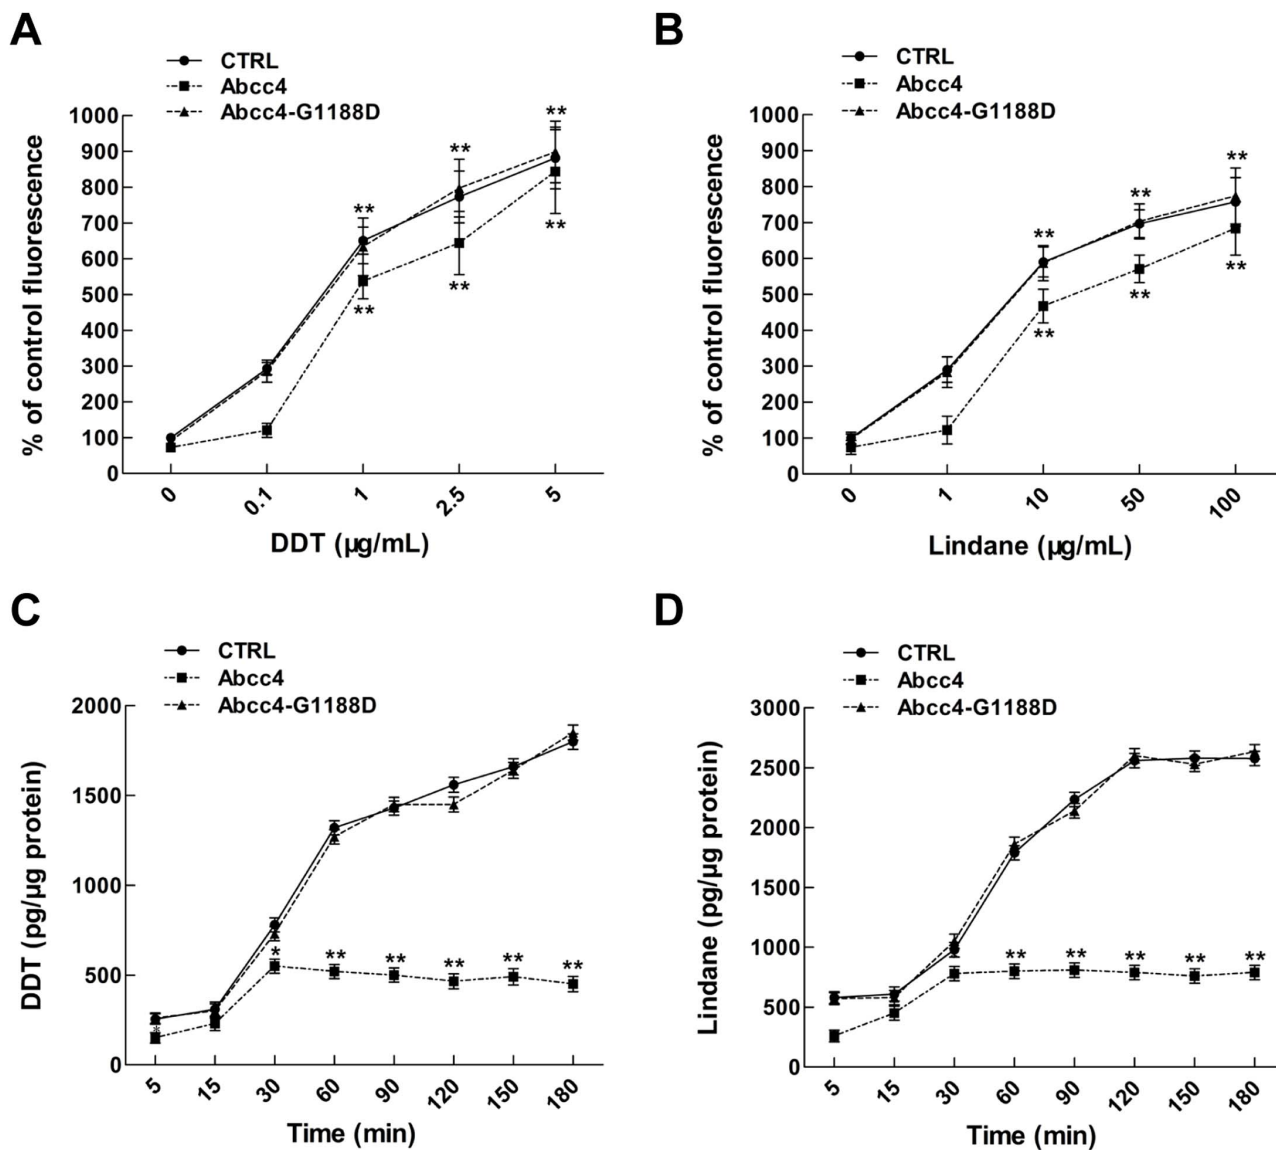 A
CTRL
Abcc4
Abcc4-G1188D
% of control fluorescence
1000
900
800
700
600
500
400
300
200
100
0
** ** **
** ** **
0 0.1 1 2.5 5
DDT (µg/mL)
B
CTRL
Abcc4
Abcc4-G1188D
% of control fluorescence
1000
900
800
700
600
500
400
300
200
100
0
** ** **
** ** **
0 1 10 50 100
Lindane (µg/mL)
C
CTRL
Abcc4
Abcc4-G1188D
DDT (pg/µg protein)
2000
1500
1000
500
0
* * ** ** ** ** **
5 15 30 60 90 120 150 180
Time (min)
D
CTRL
Abcc4
Abcc4-G1188D
Lindane (pg/µg protein)
3000
2500
2000
1500
1000
500
0
** ** ** ** **
5 15 30 60 90 120 150 180
Time (min)